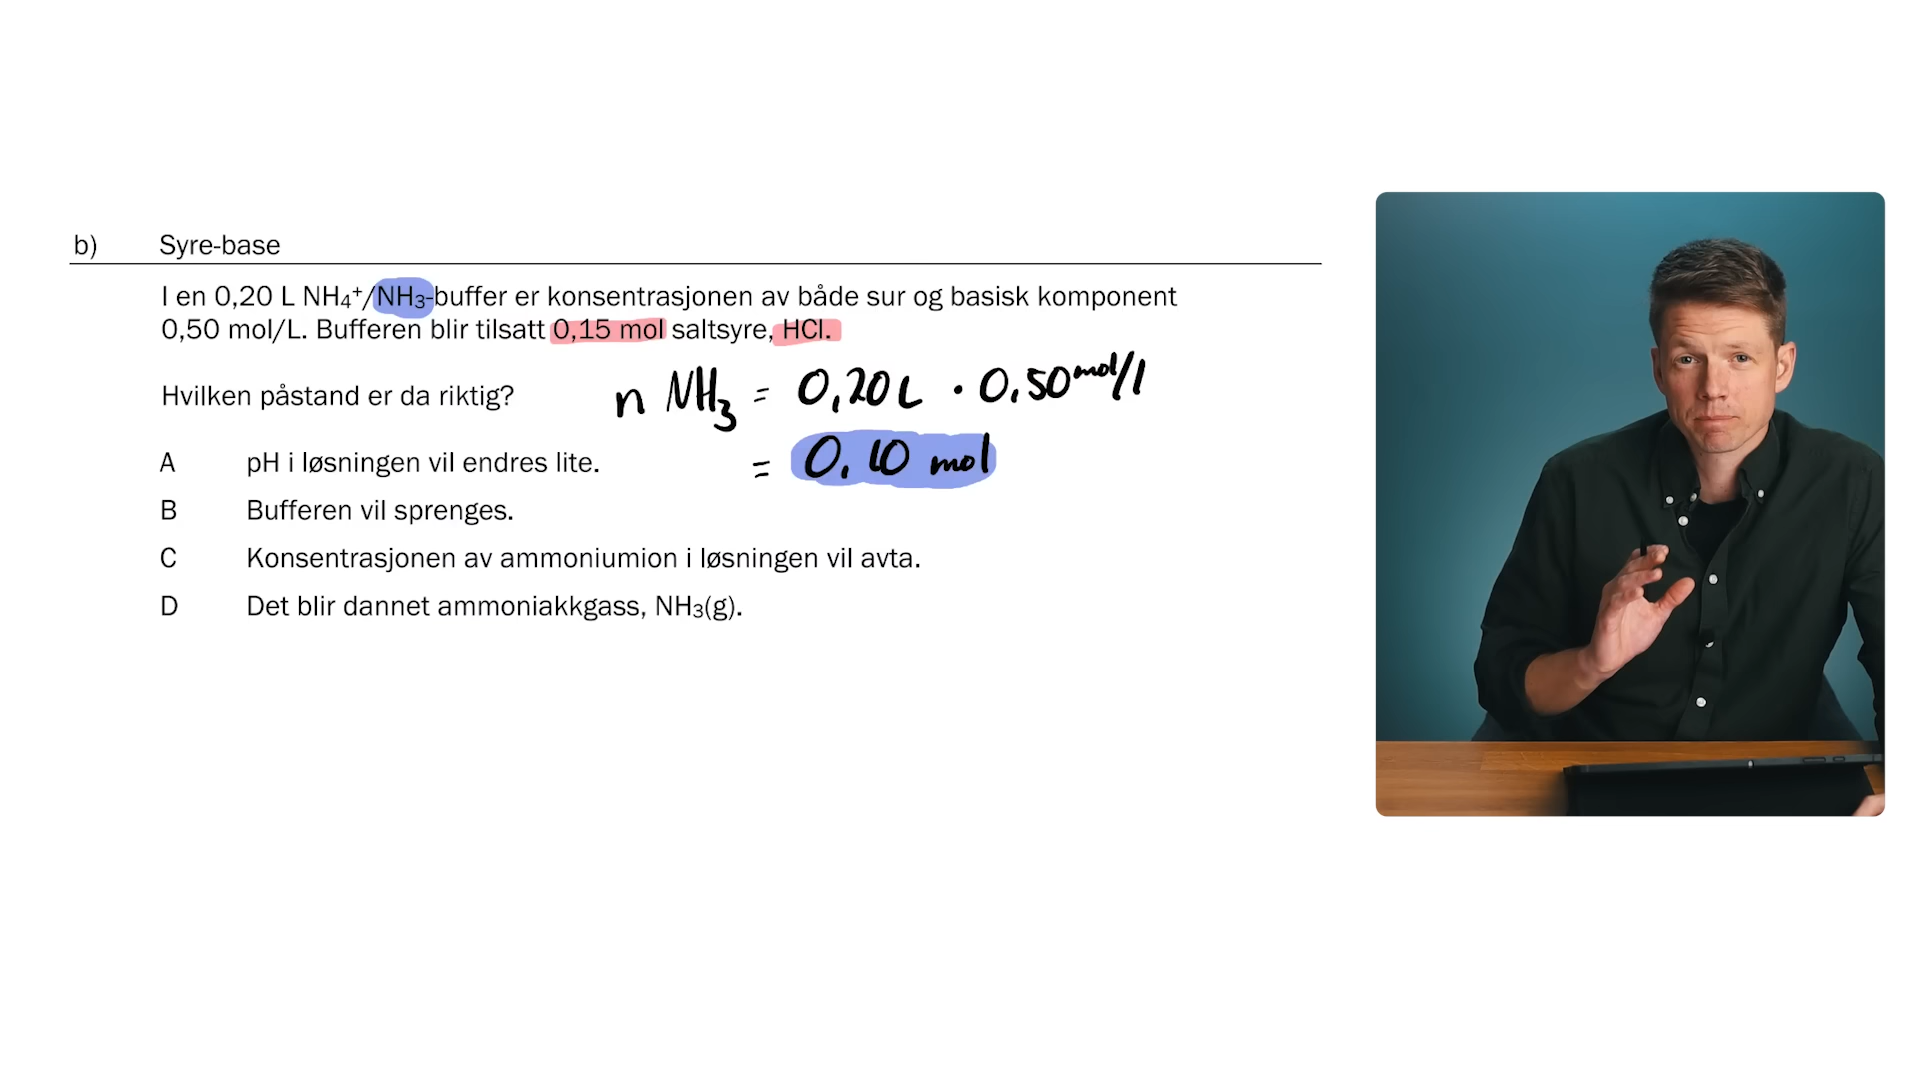 b) Syre-base
I en 0,20 L NH₄⁺/NH₃-buffer er konsentrasjonen av både sur og basisk komponent
0,50 mol/L. Bufferen blir tilsatt 0,15 mol saltsyre, HCl.
Hvilken påstand er da riktig?
n NH₃ = 0,20 L · 0,50 mol/l
= 0,10 mol
A pH i løsningen vil endres lite.
B Bufferen vil sprenges.
C Konsentrasjonen av ammoniumion i løsningen vil avta.
D Det blir dannet ammoniakkgass, NH₃(g).